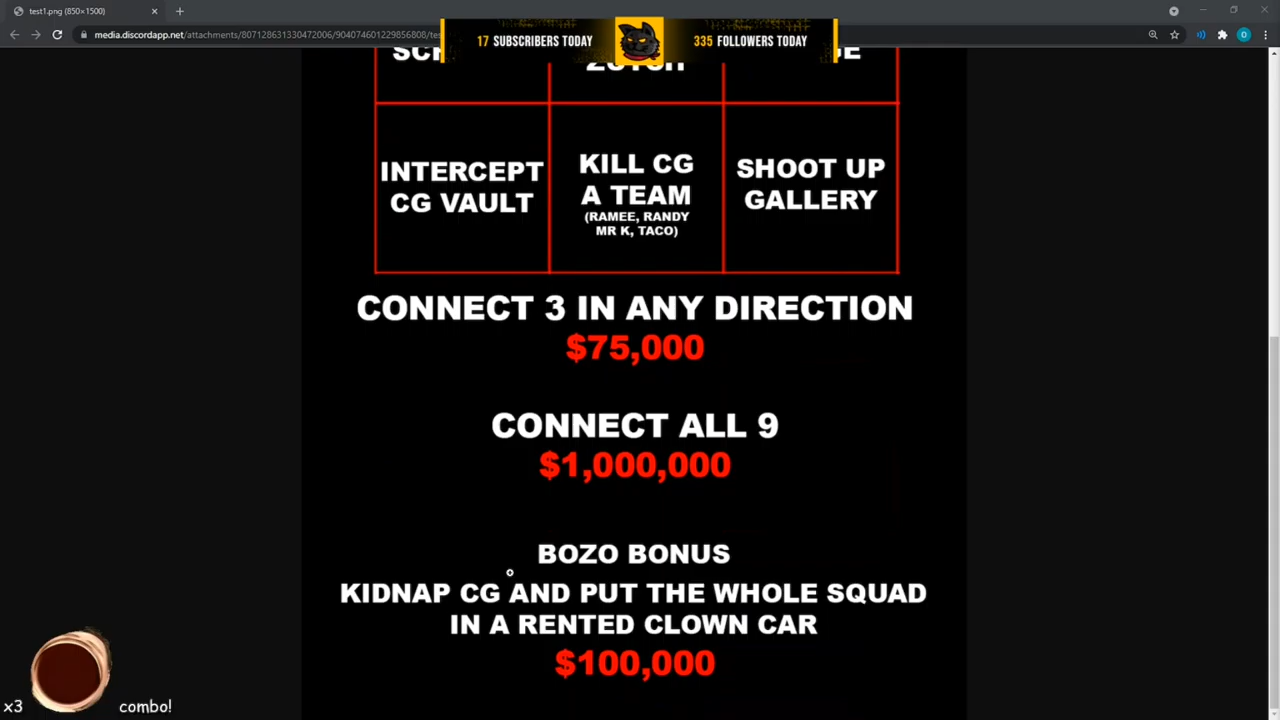 test1.png (850×1500)
media.discordapp.net/attachments/807128631330472006/904074601229856808/tes
17 SUBSCRIBERS TODAY
335 FOLLOWERS TODAY
INTERCEPT
CG VAULT
KILL CG
A TEAM
(RAMEE, RANDY
MR K, TACO)
SHOOT UP
GALLERY
CONNECT 3 IN ANY DIRECTION
$75,000
CONNECT ALL 9
$1,000,000
BOZO BONUS
KIDNAP CG AND PUT THE WHOLE SQUAD
IN A RENTED CLOWN CAR
$100,000
x3 combo!